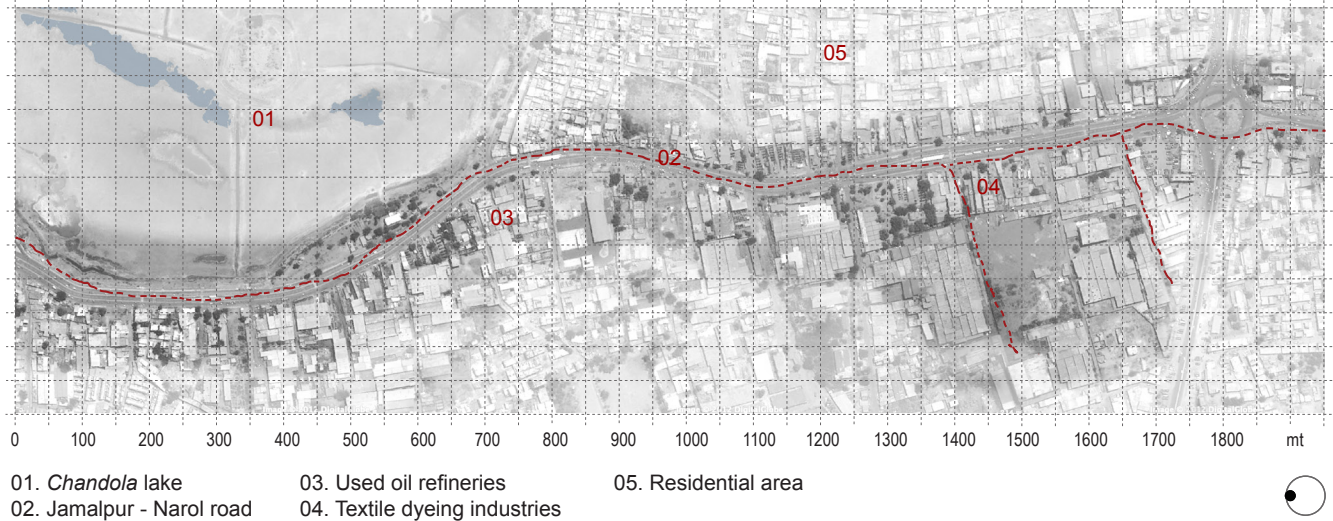 05
01
02
04
03
0 100 200 300 400 500 600 700 800 900 1000 1100 1200 1300 1400 1500 1600 1700 1800 mt
01. Chandola lake 03. Used oil refineries 05. Residential area
02. Jamalpur - Narol road 04. Textile dyeing industries